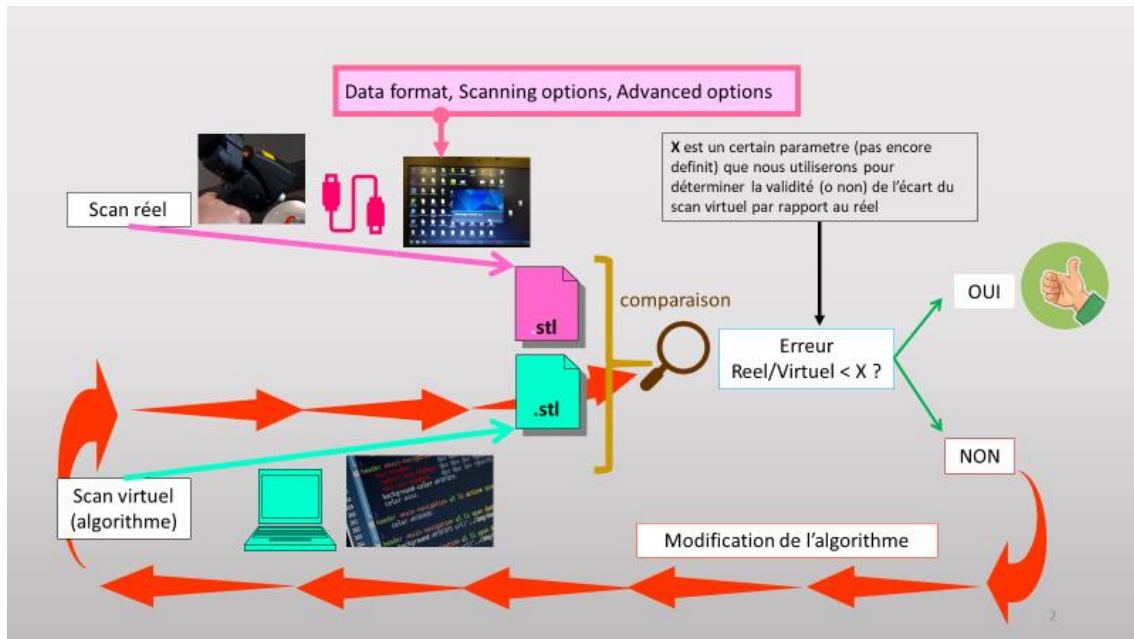 Data format, Scanning options, Advanced options
X est un certain parametre (pas encore
definit) que nous utiliserons pour
déterminer la validité (o non) de l'écart du
scan virtuel par rapport au réel
Scan réel
.stl
comparaison
OUI
Erreur
Reel/Virtuel < X ?
.stl
NON
Scan virtuel
(algorithme)
Modification de l'algorithme
2